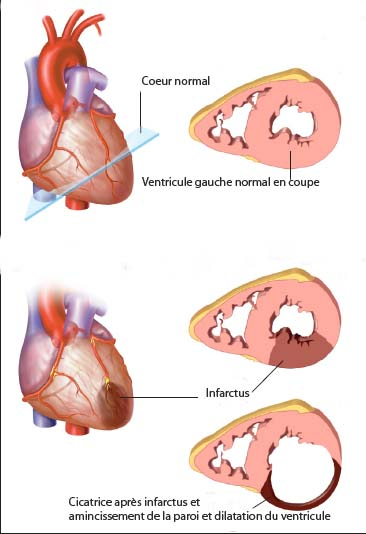 Coeur normal
Ventricule gauche normal en coupe
Infarctus
Cicatrice après infarctus et
amincissement de la paroi et dilatation du ventricule